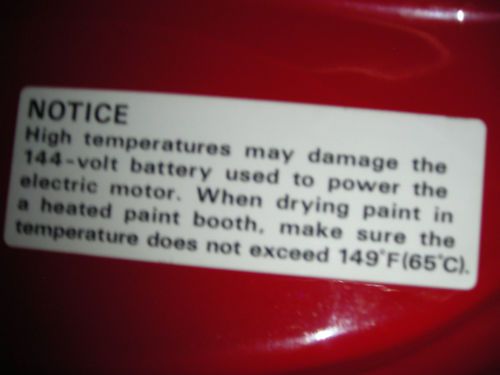 NOTICE
High temperatures may damage the
144-volt battery used to power the
electric motor. When drying paint in
a heated paint booth, make sure the
temperature does not exceed 149°F(65°C).